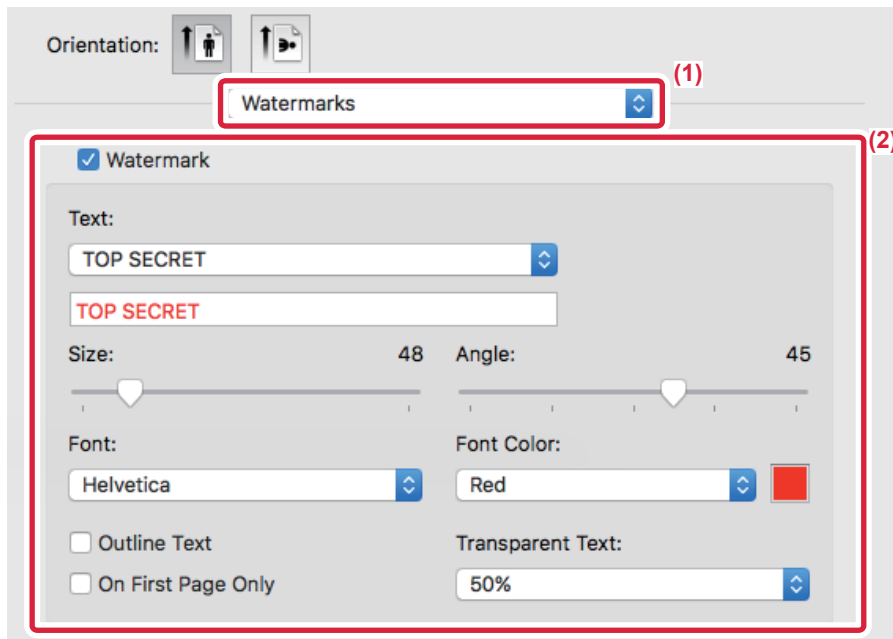 Orientation:
(1)
Watermarks
(2)
Watermark
Text:
TOP SECRET
TOP SECRET
Size: 48 Angle: 45
Font: Font Color:
Helvetica Red
Outline Text Transparent Text:
On First Page Only 50%